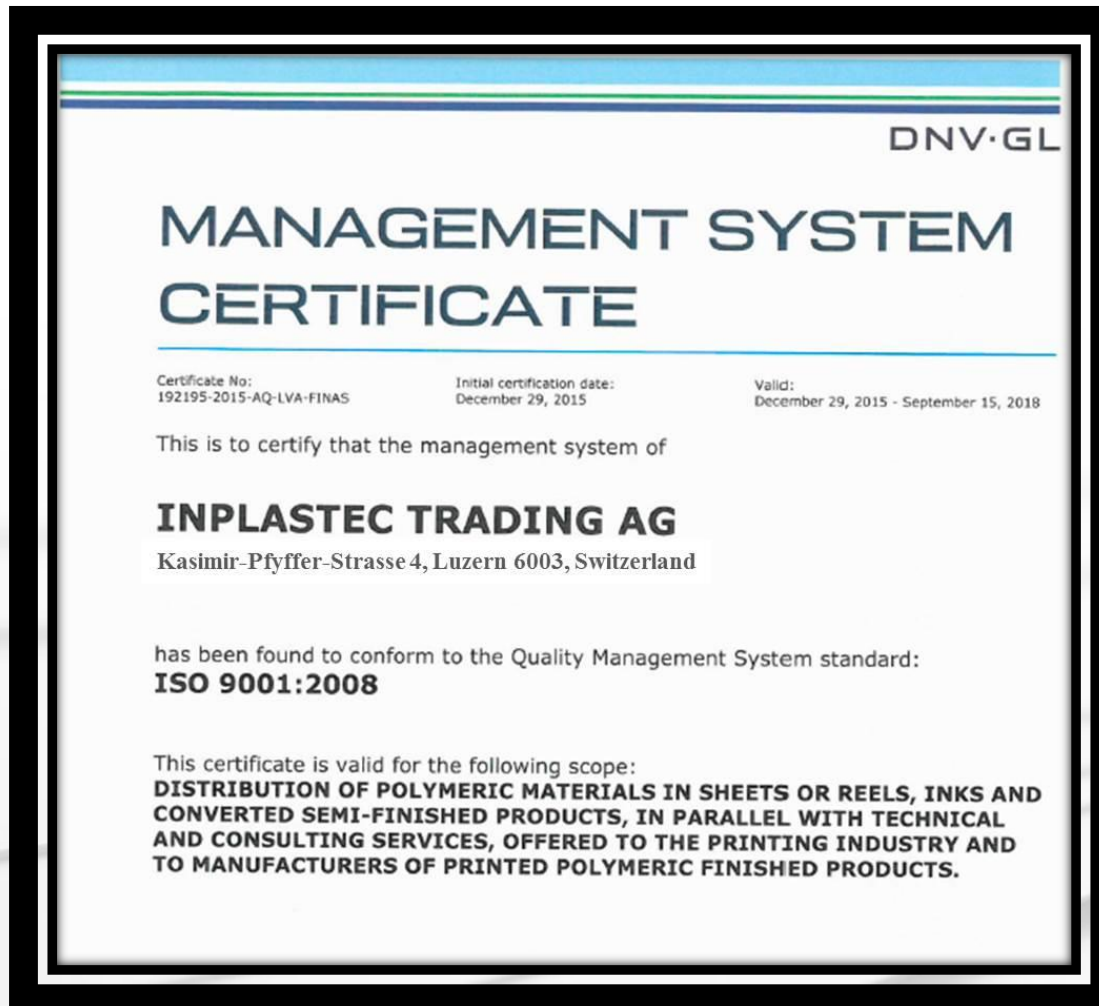 DNV·GL
MANAGEMENT SYSTEM
CERTIFICATE
Certificate No:
192195-2015-AQ-LVA-FINAS
Initial certification date:
December 29, 2015
Valid:
December 29, 2015 - September 15, 2018
This is to certify that the management system of
INPLASTEC TRADING AG
Kasimir-Pfyffer-Strasse 4, Luzern 6003, Switzerland
has been found to conform to the Quality Management System standard:
ISO 9001:2008
This certificate is valid for the following scope:
DISTRIBUTION OF POLYMERIC MATERIALS IN SHEETS OR REELS, INKS AND
CONVERTED SEMI-FINISHED PRODUCTS, IN PARALLEL WITH TECHNICAL
AND CONSULTING SERVICES, OFFERED TO THE PRINTING INDUSTRY AND
TO MANUFACTURERS OF PRINTED POLYMERIC FINISHED PRODUCTS.